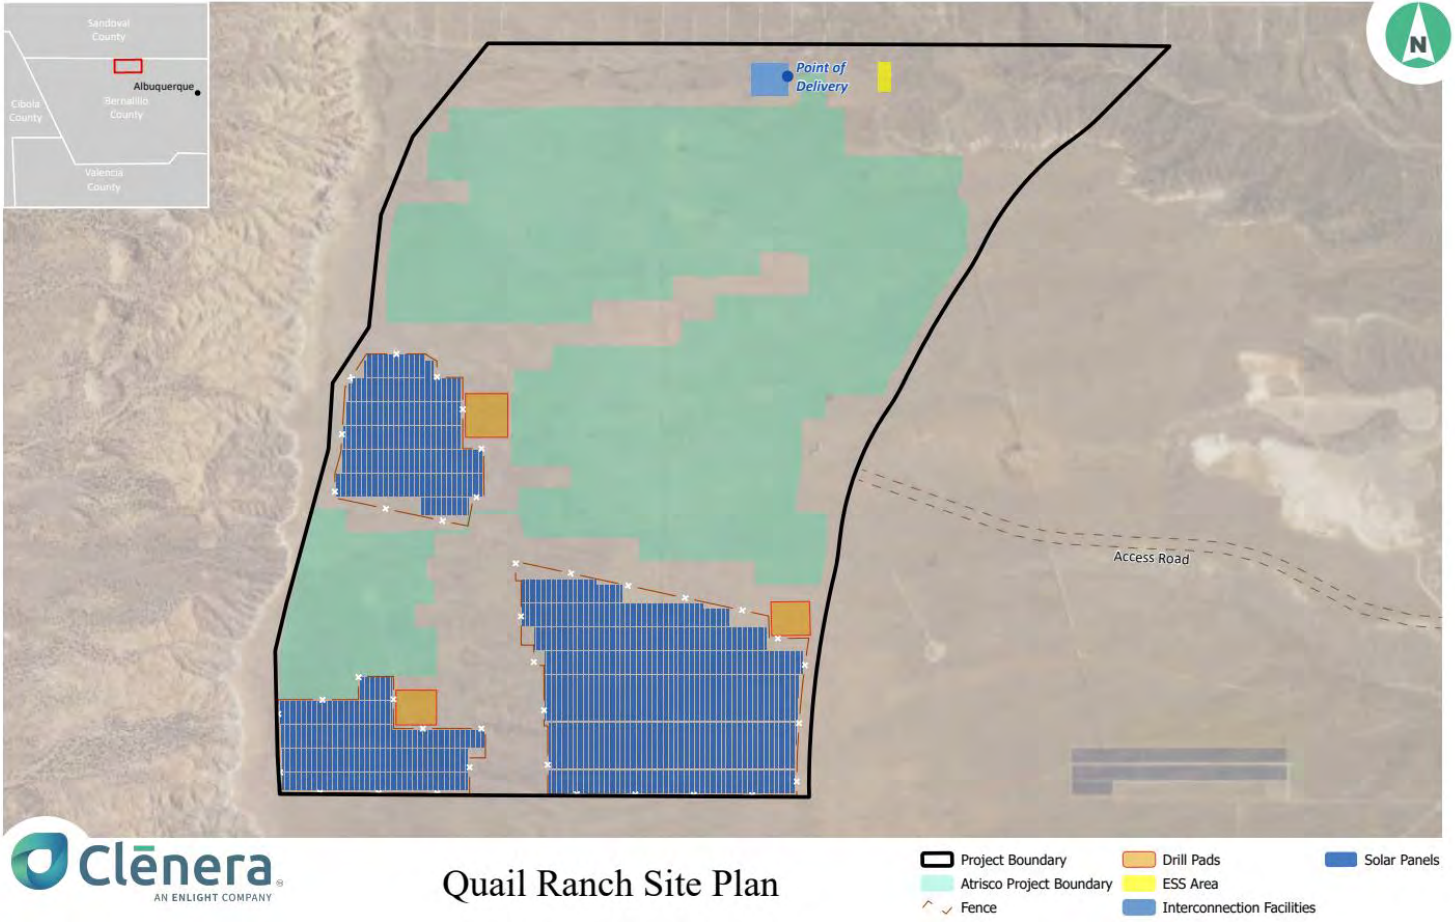 Sandoval
County
Albuquerque
Bernalillo
County
Cibola
County
Valencia
County
N
Point of
Delivery
Access Road
Clēnera
AN ENLIGHT COMPANY
Quail Ranch Site Plan
Project Boundary
Atrisco Project Boundary
Fence
Drill Pads
ESS Area
Interconnection Facilities
Solar Panels